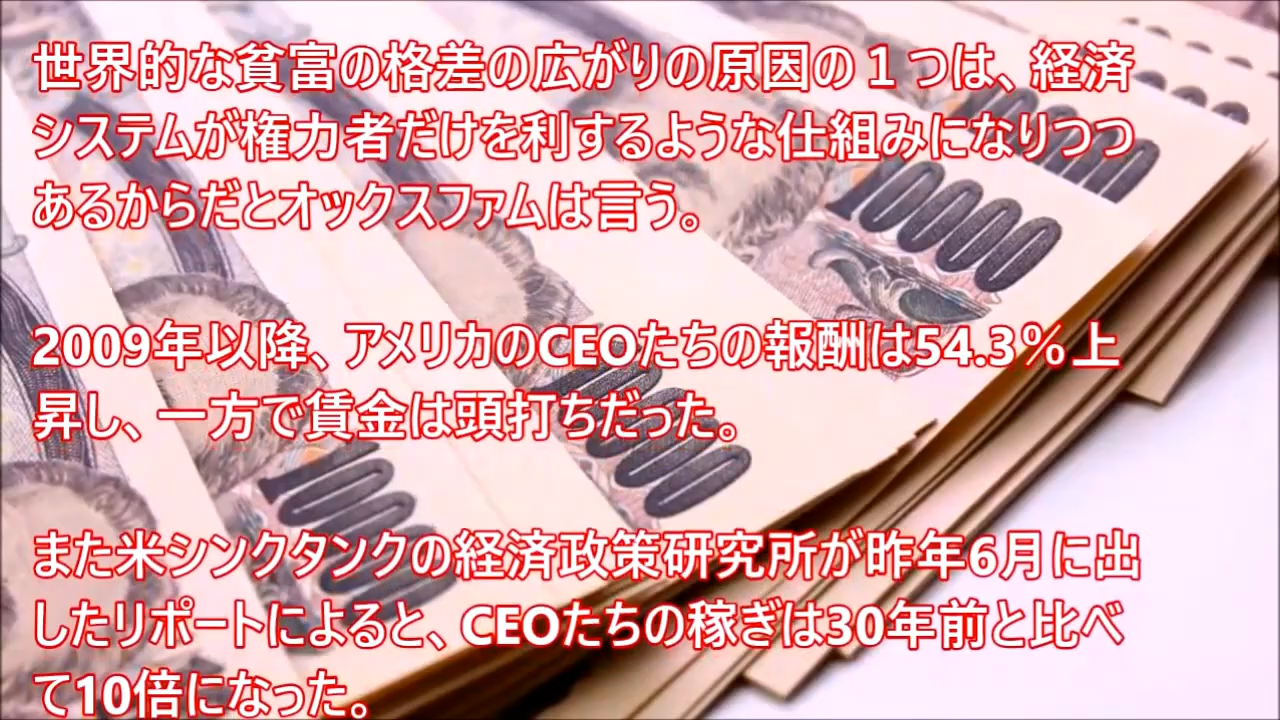 世界的な貧富の格差の広がりの原因の１つは、経済
システムが権力者だけを利するような仕組みになりつつ
あるからだとオックスファムは言う。
2009年以降、アメリカのCEOたちの報酬は54.3％上
昇し、一方で賃金は頭打ちだった。
また米シンクタンクの経済政策研究所が昨年6月に出
したリポートによると、CEOたちの稼ぎは30年前と比べ
て10倍になった。
10000
10000
10000
10000